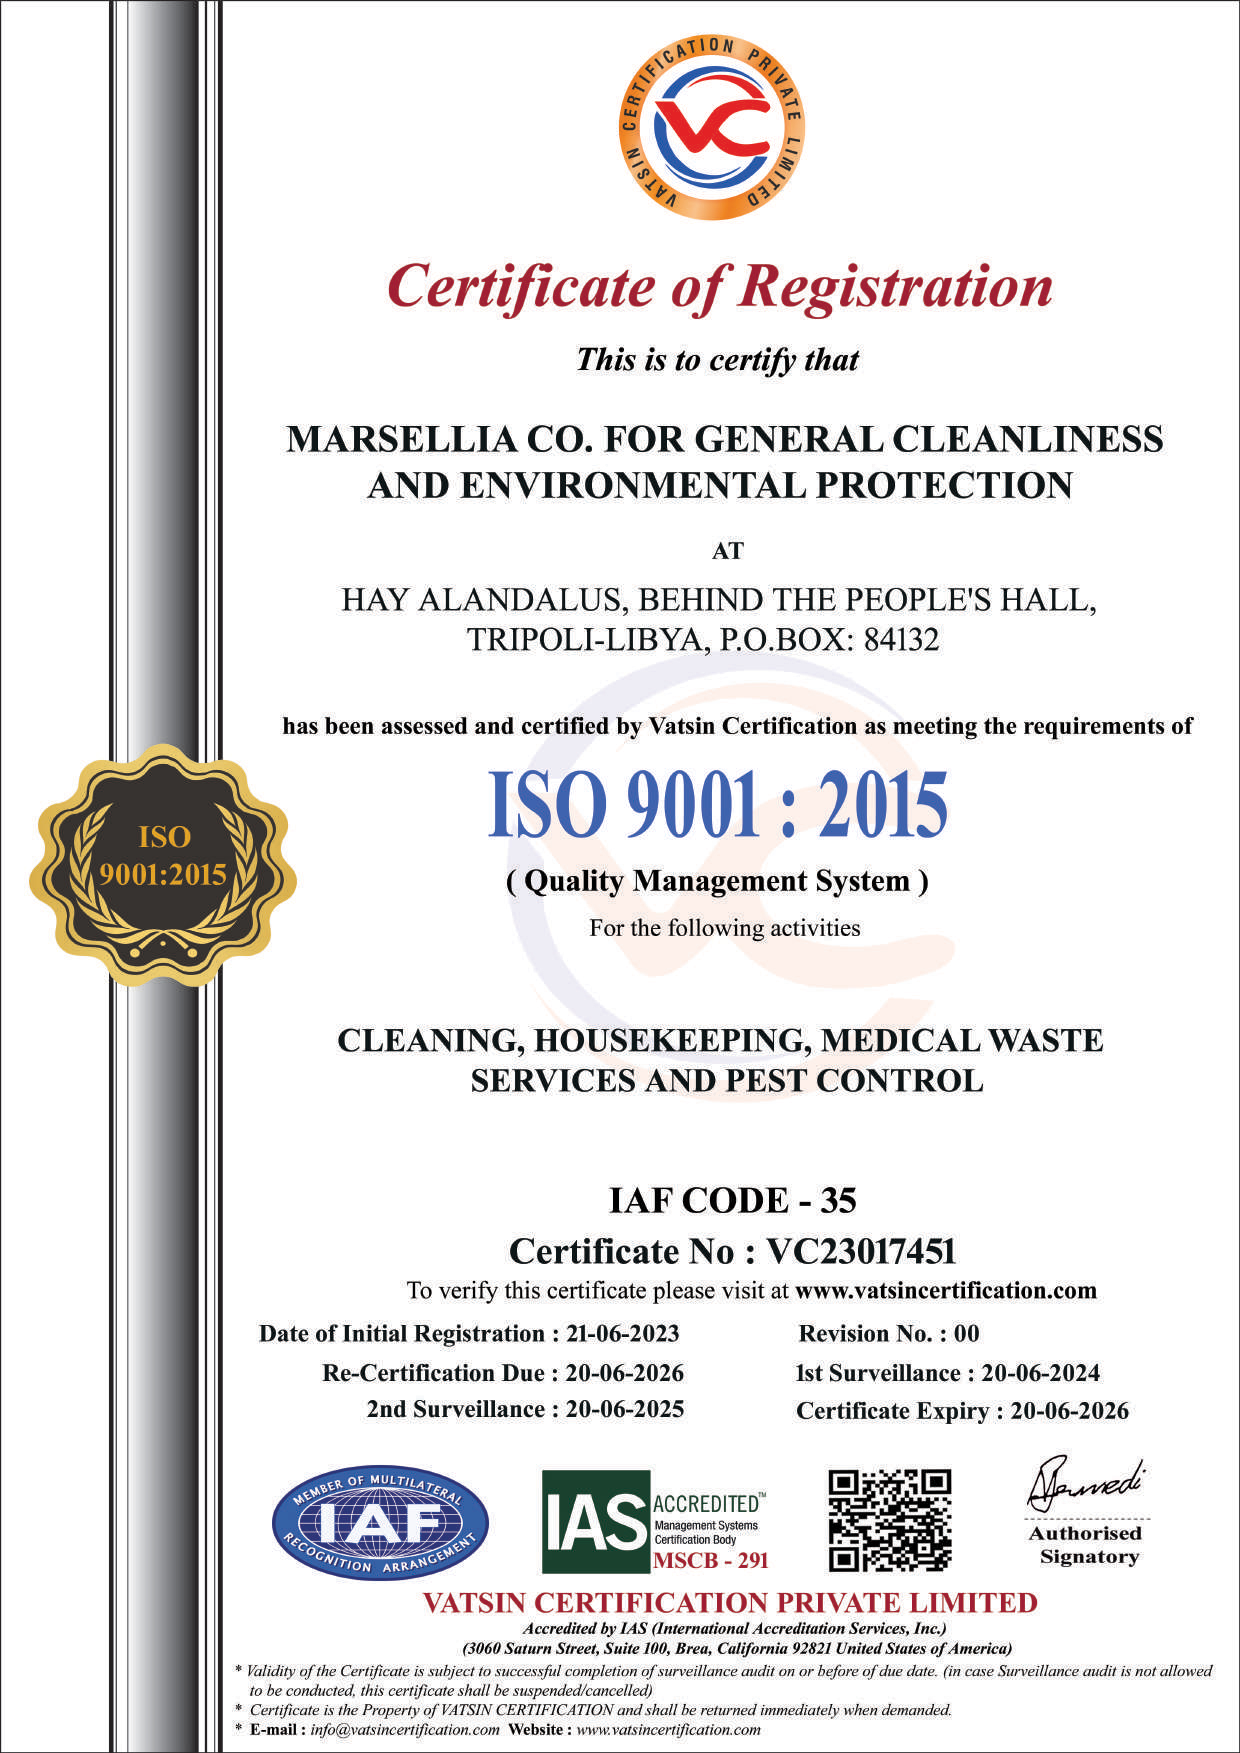 VATSIN CERTIFICATION PRIVATE LIMITED
VC
Certificate of Registration
This is to certify that
MARSELLIA CO. FOR GENERAL CLEANLINESS
AND ENVIRONMENTAL PROTECTION
AT
HAY ALANDALUS, BEHIND THE PEOPLE'S HALL,
TRIPOLI-LIBYA, P.O.BOX: 84132
has been assessed and certified by Vatsin Certification as meeting the requirements of
ISO 9001 : 2015
ISO
9001:2015
( Quality Management System )
For the following activities
CLEANING, HOUSEKEEPING, MEDICAL WASTE
SERVICES AND PEST CONTROL
IAF CODE - 35
Certificate No : VC23017451
To verify this certificate please visit at www.vatsincertification.com
Date of Initial Registration : 21-06-2023
Revision No. : 00
Re-Certification Due : 20-06-2026
1st Surveillance : 20-06-2024
2nd Surveillance : 20-06-2025
Certificate Expiry : 20-06-2026
MEMBER OF MULTILATERAL
IAF
RECOGNITION ARRANGEMENT
IAS
ACCREDITED™
Management Systems
Certification Body
MSCB - 291
Authorised
Signatory
VATSIN CERTIFICATION PRIVATE LIMITED
Accredited by IAS (International Accreditation Services, Inc.)
(3060 Saturn Street, Suite 100, Brea, California 92821 United States of America)
* Validity of the Certificate is subject to successful completion of surveillance audit on or before of due date. (in case Surveillance audit is not allowed
to be conducted, this certificate shall be suspended/cancelled)
* Certificate is the Property of VATSIN CERTIFICATION and shall be returned immediately when demanded.
* E-mail : info@vatsincertification.com Website : www.vatsincertification.com